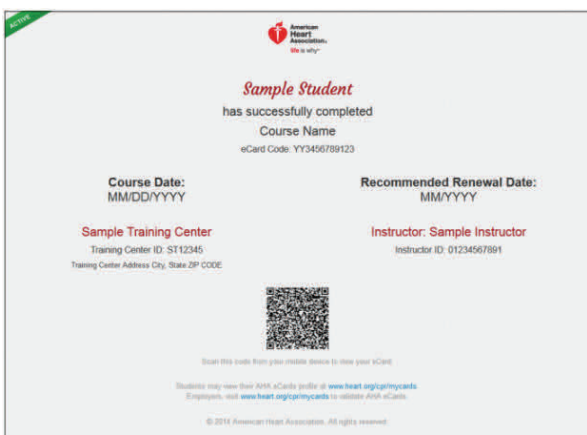 ACTIVE
American
Heart
Association®
life is why™
Sample Student
has successfully completed
Course Name
eCard Code: YY3456789123
Course Date:
MM/DD/YYYY
Recommended Renewal Date:
MM/YYYY
Sample Training Center
Training Center ID: ST12345
Training Center Address City, State ZIP CODE
Instructor: Sample Instructor
Instructor ID: 01234567891
Scan this code from your mobile device to view your eCard
Students may view their AHA eCards profile at www.heart.org/cpr/mycards
Employers, visit www.heart.org/cpr/mycards to validate AHA eCards.
© 2014 American Heart Association. All rights reserved.